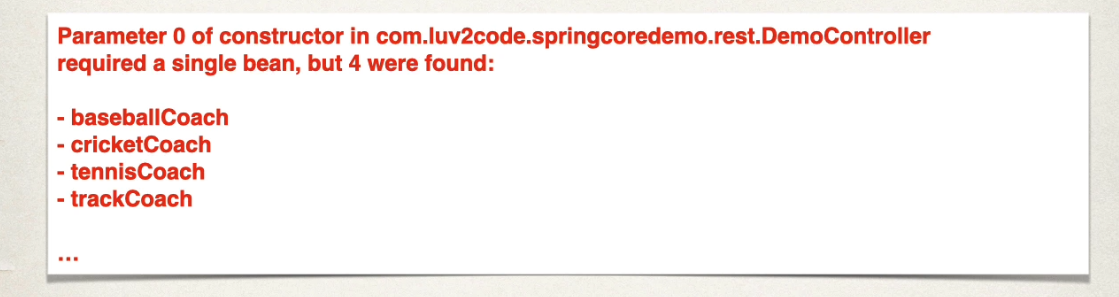 Parameter 0 of constructor in com.luv2code.springcoredemo.rest.DemoController
required a single bean, but 4 were found:
- baseballCoach
- cricketCoach
- tennisCoach
- trackCoach
...